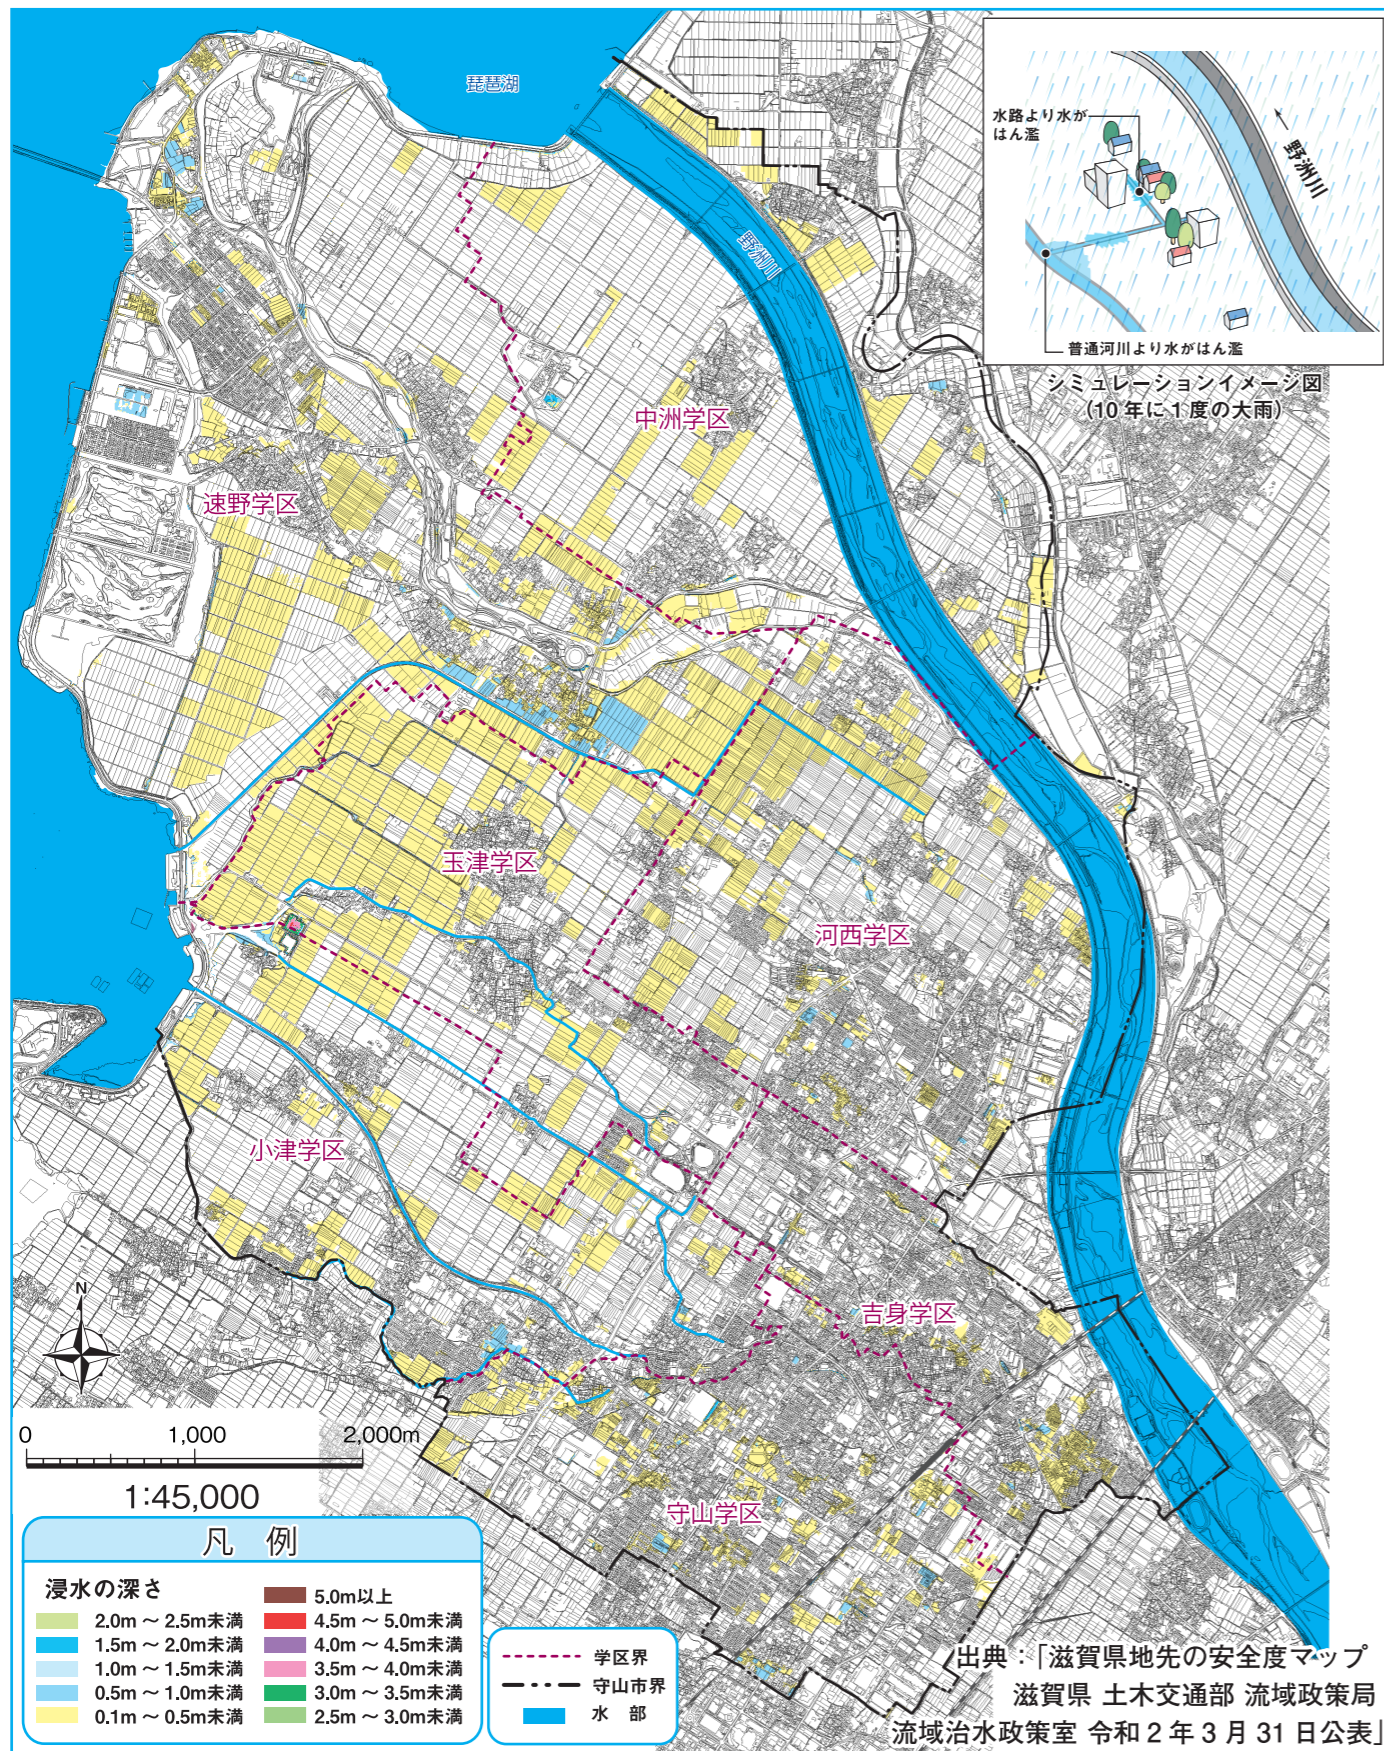 琵琶湖
水路より水が
はん濫
野洲川
普通河川より水がはん濫
シミュレーションイメージ図
(10年に1度の大雨)
野洲川
中洲学区
速野学区
玉津学区
河西学区
小津学区
吉身学区
守山学区
N
0 1,000 2,000m
1:45,000
凡 例
浸水の深さ
2.0m ～ 2.5m未満
1.5m ～ 2.0m未満
1.0m ～ 1.5m未満
0.5m ～ 1.0m未満
0.1m ～ 0.5m未満
5.0m以上
4.5m ～ 5.0m未満
4.0m ～ 4.5m未満
3.5m ～ 4.0m未満
3.0m ～ 3.5m未満
2.5m ～ 3.0m未満
学区界
守山市界
水 部
出典：「滋賀県地先の安全度マップ
滋賀県 土木交通部 流域政策局
流域治水政策室 令和2年3月31日公表」